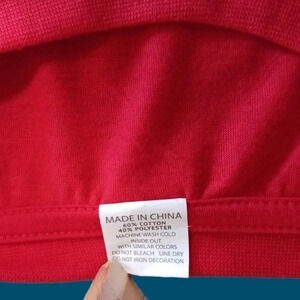 MADE IN CHINA
60% COTTON
40% POLYESTER
MACHINE WASH COLD
INSIDE OUT
WITH SIMILAR COLORS
DO NOT BLEACH LINE DRY
DO NOT IRON DECORATION